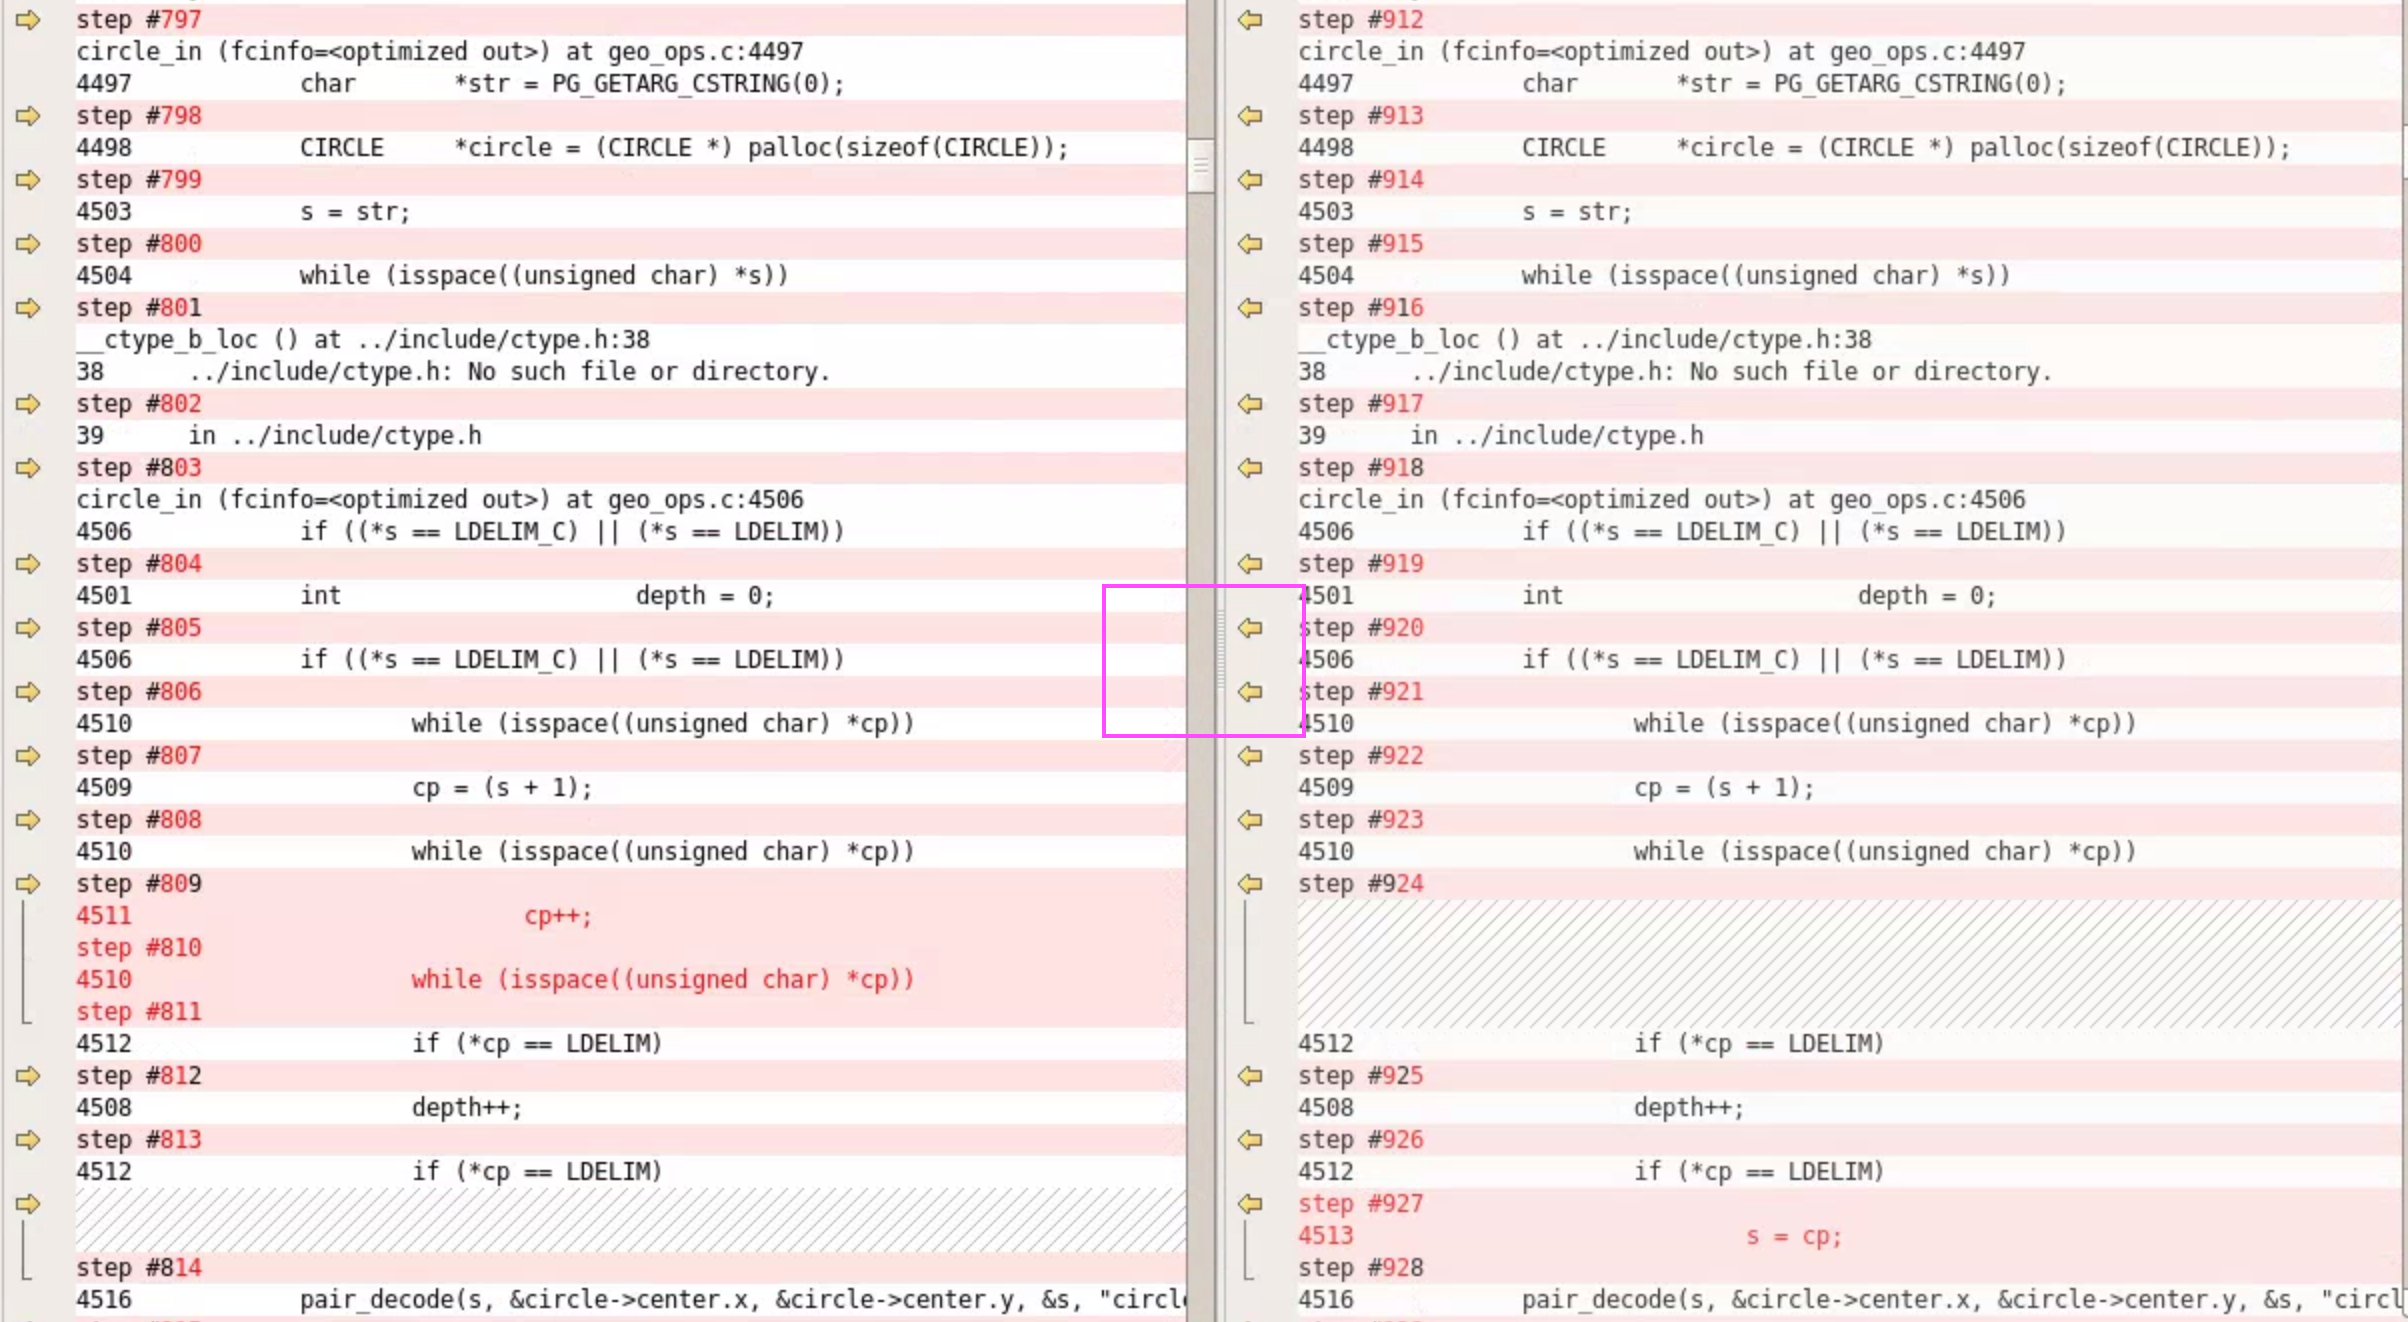 step #797
circle_in (fcinfo=<optimized out>) at geo_ops.c:4497
4497 char *str = PG_GETARG_CSTRING(0);
step #798
4498 CIRCLE *circle = (CIRCLE *) palloc(sizeof(CIRCLE));
step #799
4503 s = str;
step #800
4504 while (isspace((unsigned char) *s))
step #801
__ctype_b_loc () at ../include/ctype.h:38
38 ../include/ctype.h: No such file or directory.
step #802
39 in ../include/ctype.h
step #803
circle_in (fcinfo=<optimized out>) at geo_ops.c:4506
4506 if ((*s == LDELIM_C) || (*s == LDELIM))
step #804
4501 int depth = 0;
step #805
4506 if ((*s == LDELIM_C) || (*s == LDELIM))
step #806
4510 while (isspace((unsigned char) *cp))
step #807
4509 cp = (s + 1);
step #808
4510 while (isspace((unsigned char) *cp))
step #809
4511 cp++;
step #810
4510 while (isspace((unsigned char) *cp))
step #811
4512 if (*cp == LDELIM)
step #812
4508 depth++;
step #813
4512 if (*cp == LDELIM)
step #814
4516 pair_decode(s, &circle->center.x, &circle->center.y, &s, "circl
step #912
circle_in (fcinfo=<optimized out>) at geo_ops.c:4497
4497 char *str = PG_GETARG_CSTRING(0);
step #913
4498 CIRCLE *circle = (CIRCLE *) palloc(sizeof(CIRCLE));
step #914
4503 s = str;
step #915
4504 while (isspace((unsigned char) *s))
step #916
__ctype_b_loc () at ../include/ctype.h:38
38 ../include/ctype.h: No such file or directory.
step #917
39 in ../include/ctype.h
step #918
circle_in (fcinfo=<optimized out>) at geo_ops.c:4506
4506 if ((*s == LDELIM_C) || (*s == LDELIM))
step #919
4501 int depth = 0;
step #920
4506 if ((*s == LDELIM_C) || (*s == LDELIM))
step #921
4510 while (isspace((unsigned char) *cp))
step #922
4509 cp = (s + 1);
step #923
4510 while (isspace((unsigned char) *cp))
step #924
4512 if (*cp == LDELIM)
step #925
4508 depth++;
step #926
4512 if (*cp == LDELIM)
step #927
4513 s = cp;
step #928
4516 pair_decode(s, &circle->center.x, &circle->center.y, &s, "circl